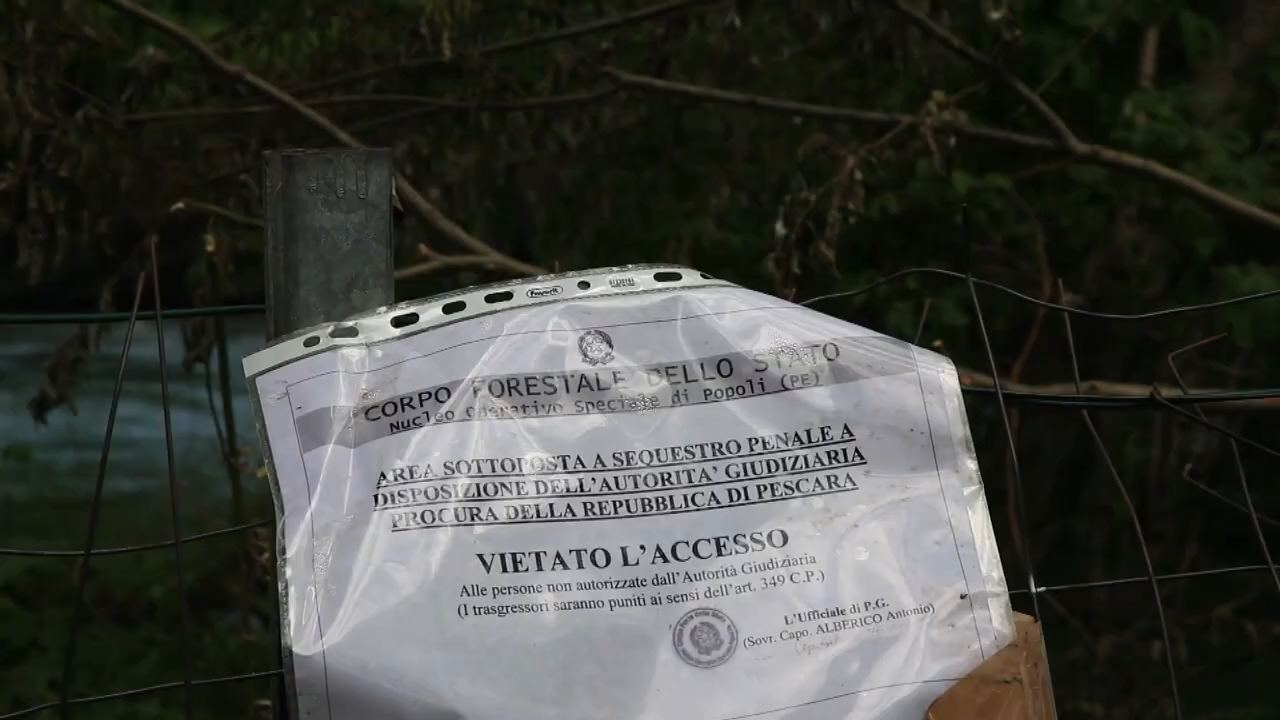 CORPO FORESTALE DELLO STATO
Nucleo Operativo Speciale di Popoli (PE)
AREA SOTTOPOSTA A SEQUESTRO PENALE A
DISPOSIZIONE DELL'AUTORITA' GIUDIZIARIA
PROCURA DELLA REPUBBLICA DI PESCARA
VIETATO L'ACCESSO
Alle persone non autorizzate dall'Autorità Giudiziaria
(I trasgressori saranno puniti ai sensi dell'art. 349 C.P.)
L'Ufficiale di P.G.
(Sovr. Capo. ALBERICO Antonio)